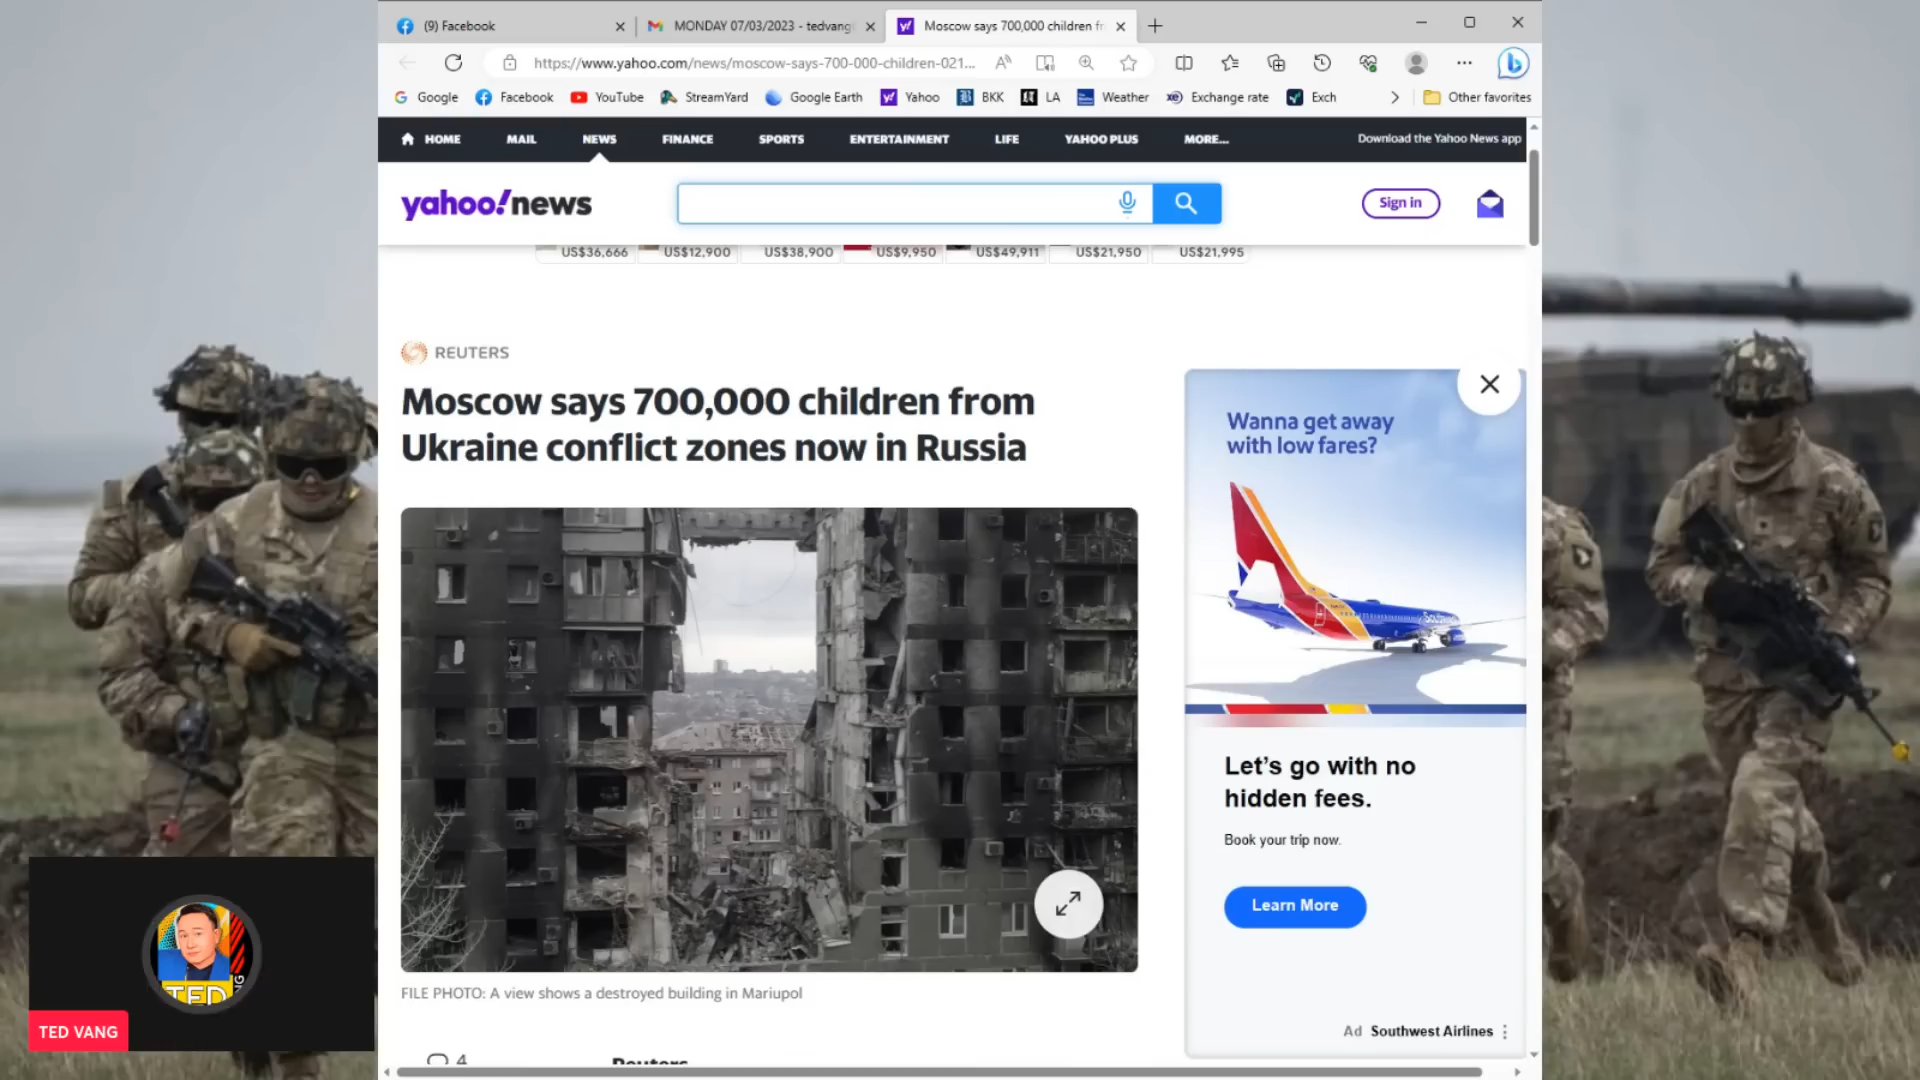 (9) Facebook
MONDAY 07/03/2023 - tedvang
Moscow says 700,000 children fr
https://www.yahoo.com/news/moscow-says-700-000-children-021...
Google
Facebook
YouTube
StreamYard
Google Earth
Yahoo
BKK
LA
Weather
Exchange rate
Exch
Other favorites
HOME
MAIL
NEWS
FINANCE
SPORTS
ENTERTAINMENT
LIFE
YAHOO PLUS
MORE...
Download the Yahoo News app
yahoo!news
Sign in
US$36,666
US$12,900
US$38,900
US$9,950
US$49,911
US$21,950
US$21,995
REUTERS
Moscow says 700,000 children from
Ukraine conflict zones now in Russia
Wanna get away
with low fares?
Southwest
Let's go with no
hidden fees.
Book your trip now.
Learn More
Ad Southwest Airlines
FILE PHOTO: A view shows a destroyed building in Mariupol
4
Reuters
TED
TED VANG